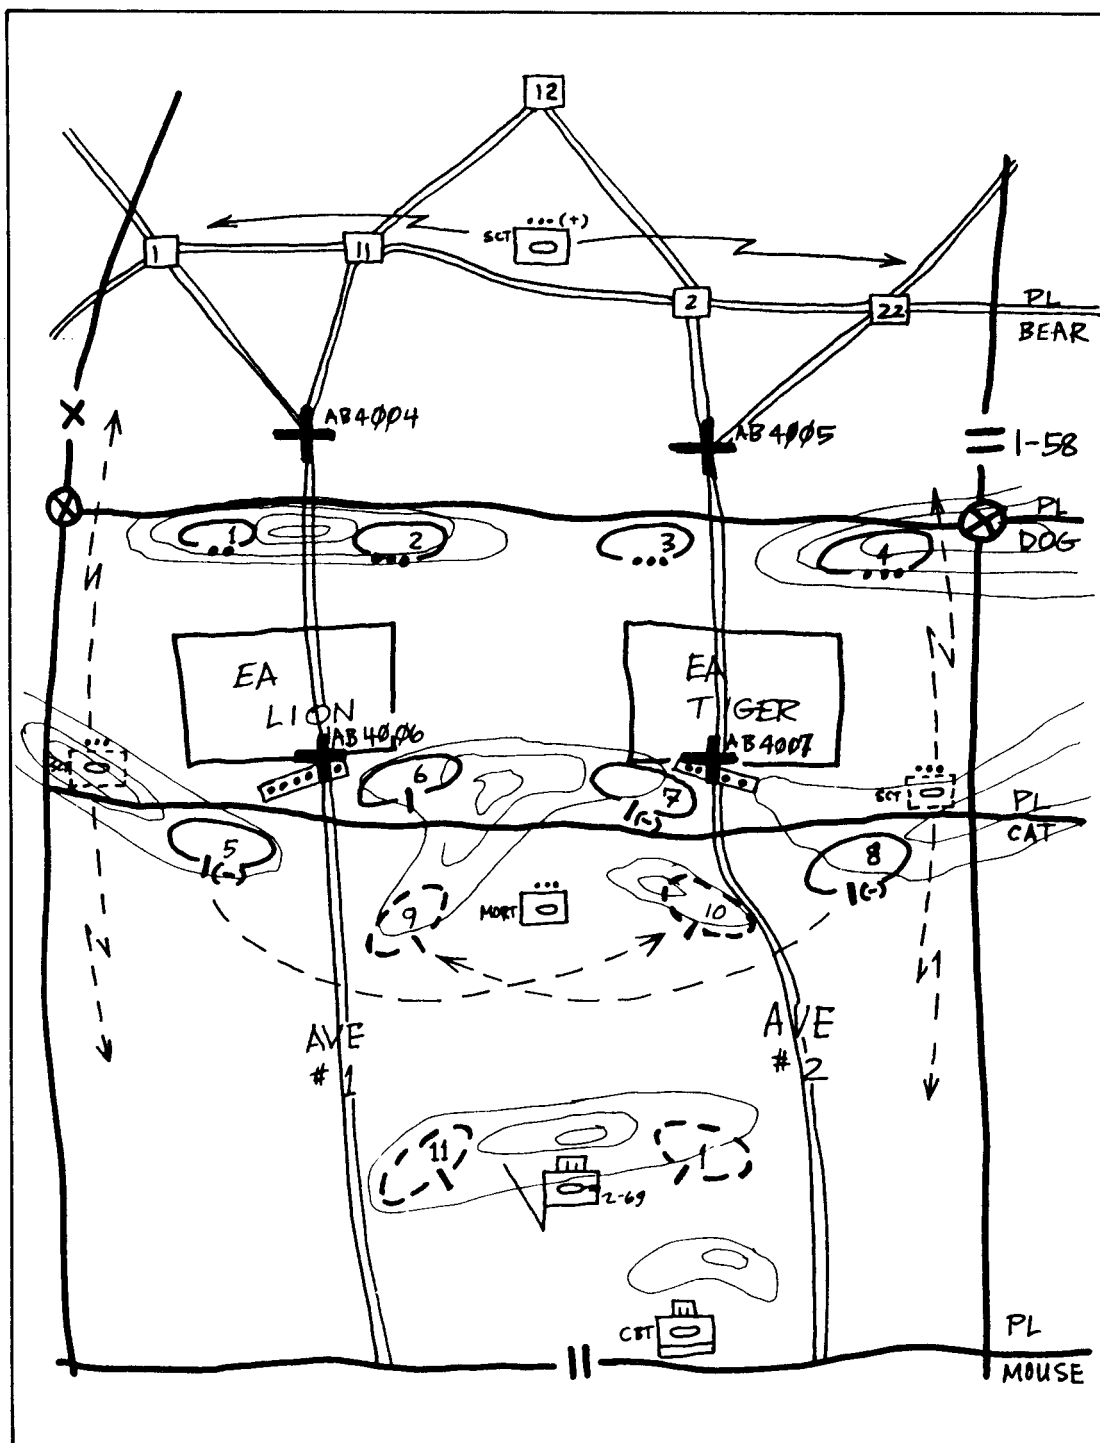 12
SCT ...(+)
1
11
2
22
PL
BEAR
AB4004
AB4005
X
1-58
PL
DOG
1
2
3
4
EA
LION
EA
TIGER
AB4006
AB4007
6
7
(-)
SCT
PL
CAT
5
(-)
8
(-)
9
MORT
10
AVE
# 1
AVE
# 2
11
2-69
CBT
PL
MOUSE